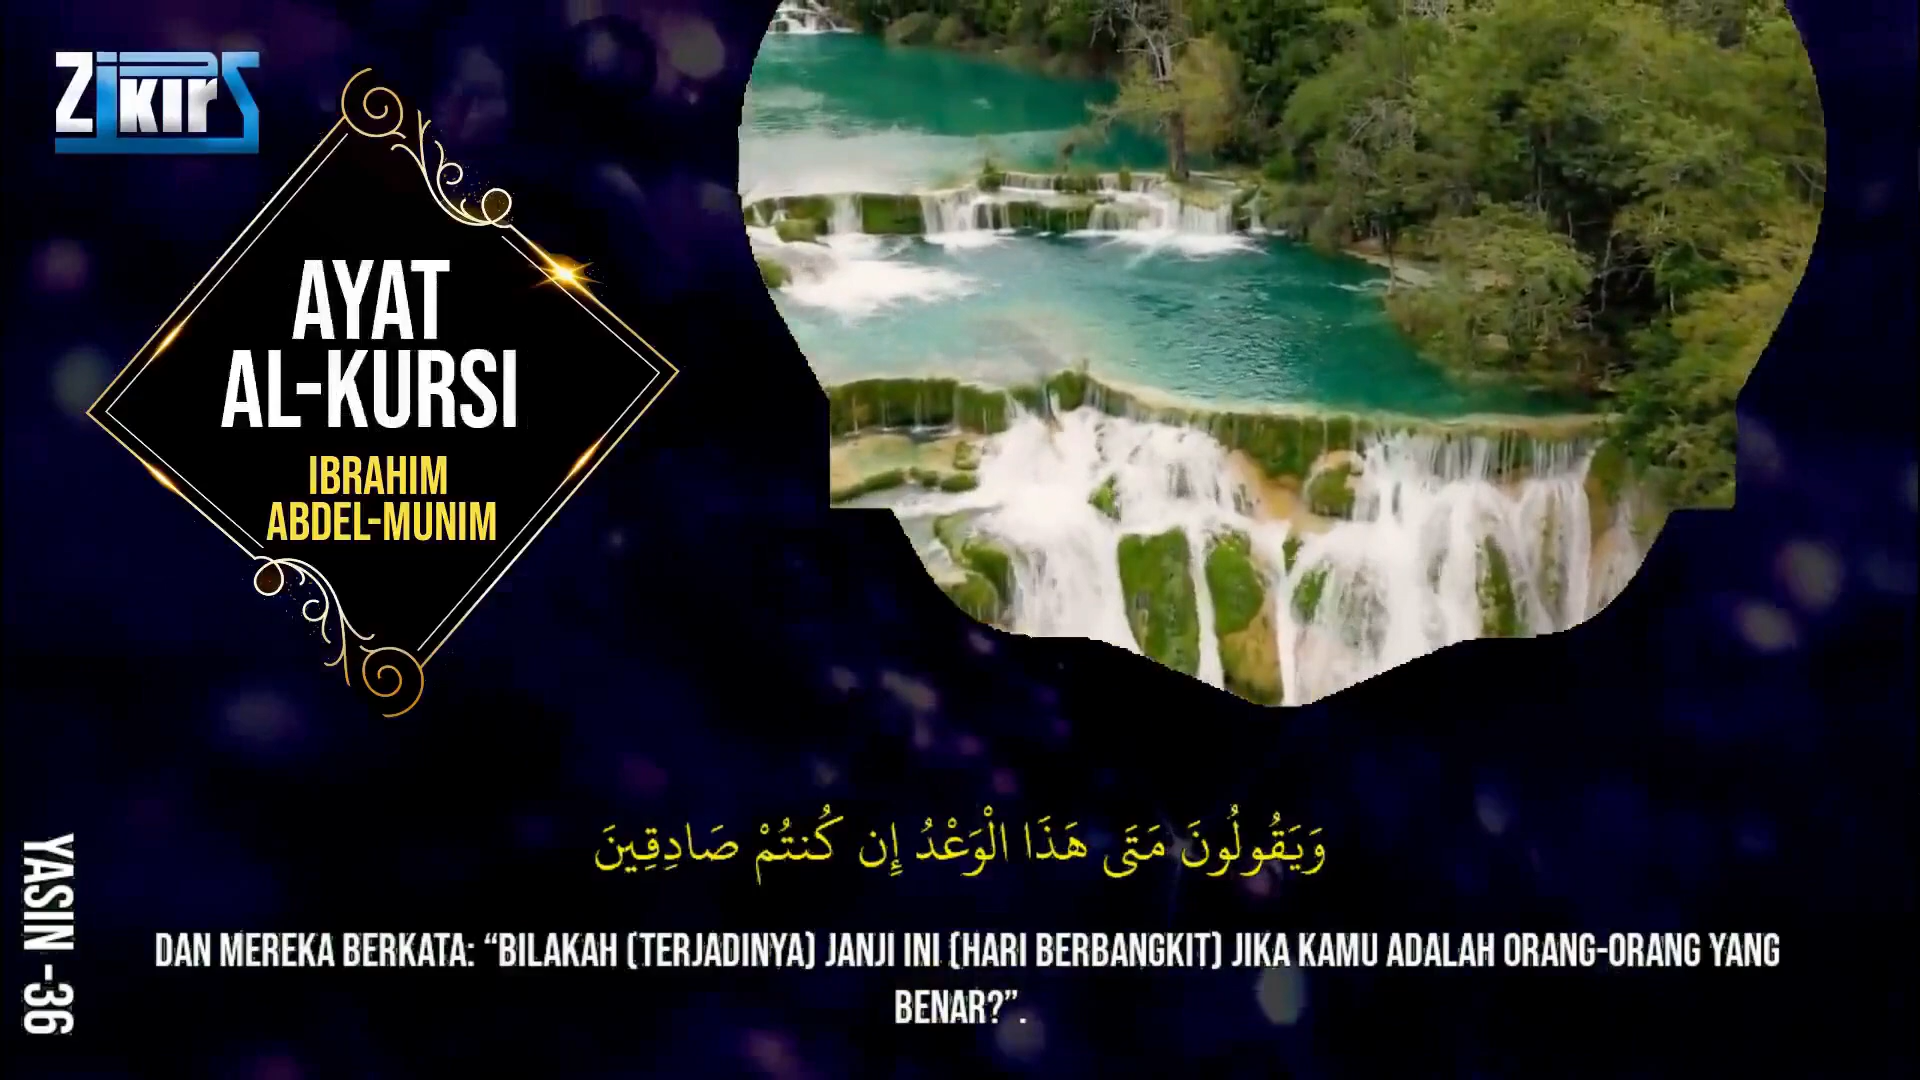 Zikir
AYAT
AL-KURSI
IBRAHIM
ABDEL-MUNIM
وَيَقُولُونَ مَتَى هَذَا الْوَعْدُ إِن كُنتُمْ صَادِقِينَ
DAN MEREKA BERKATA: “BILAKAH (TERJADINYA) JANJI INI (HARI BERBANGKIT) JIKA KAMU ADALAH ORANG-ORANG YANG
BENAR?”.
YASIN -36